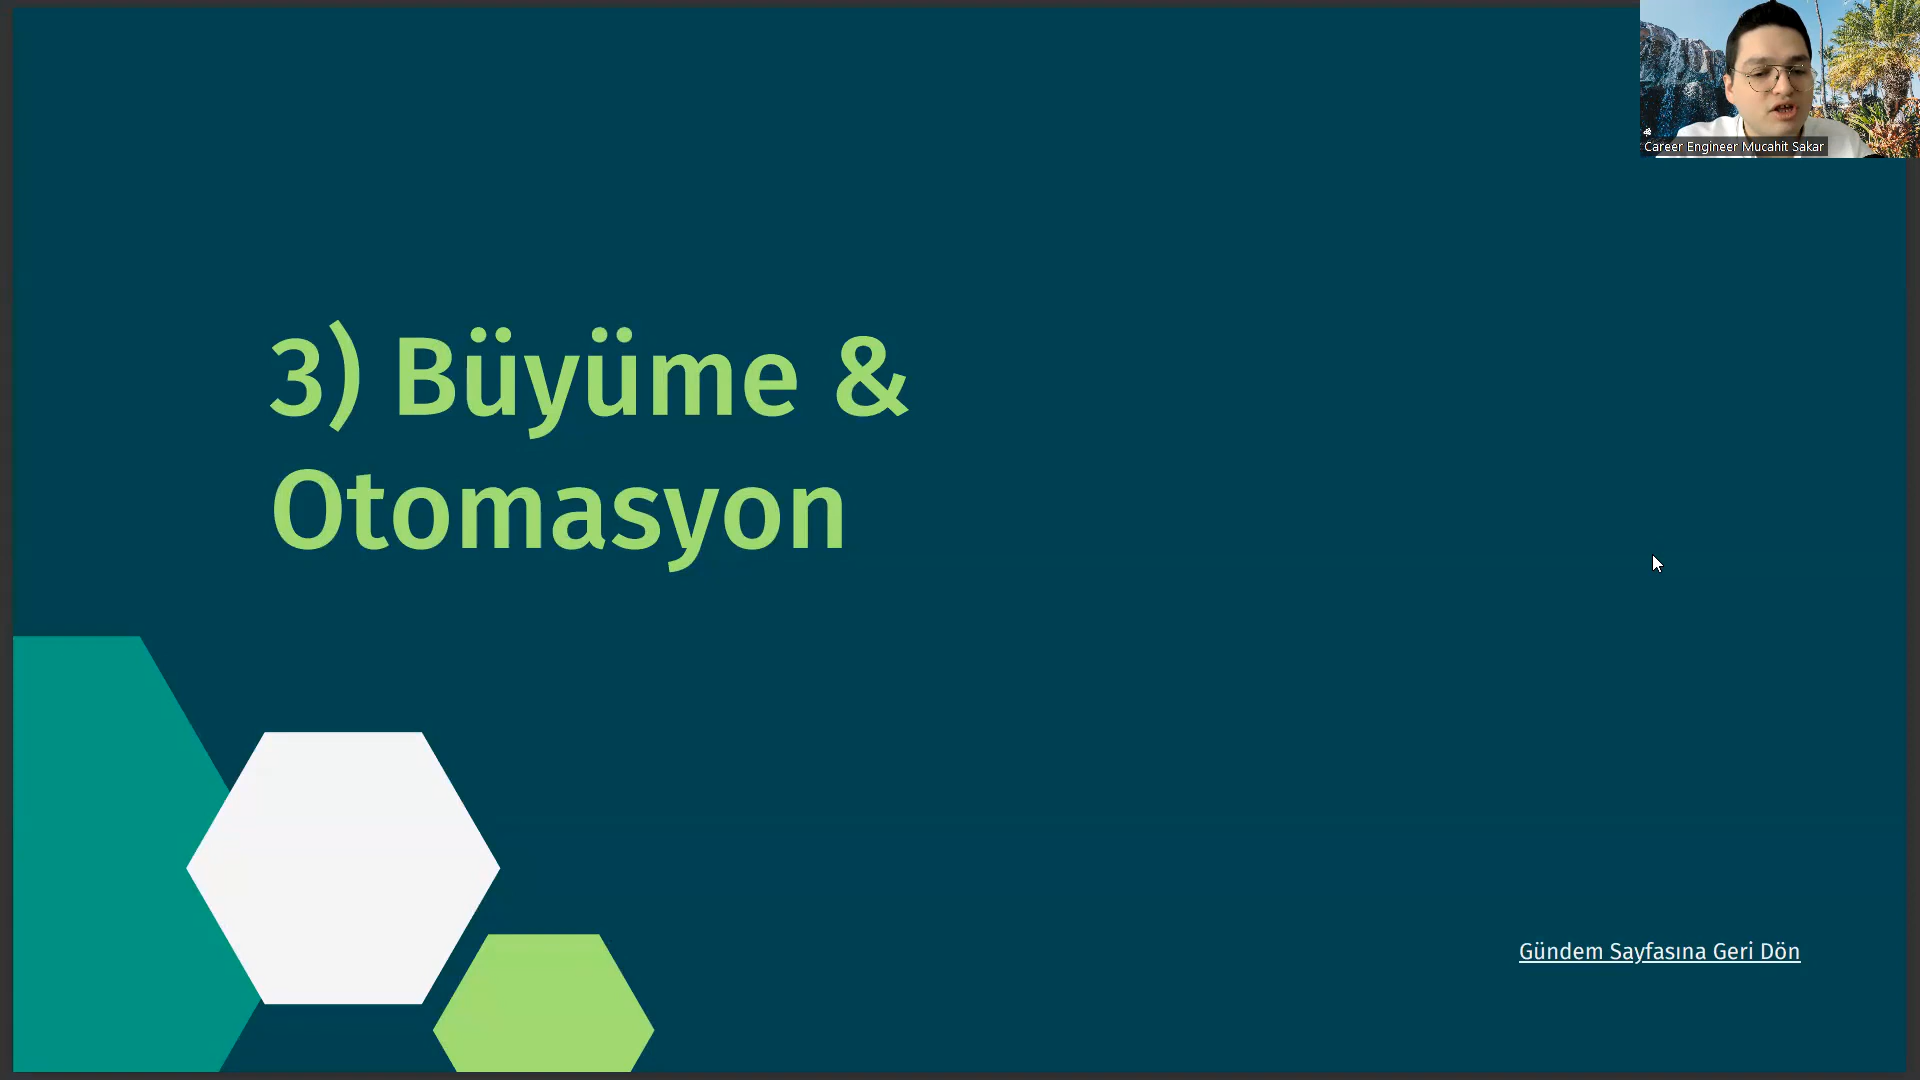 Career Engineer Mucahit Sakar
3) Büyüme &
Otomasyon
Gündem Sayfasına Geri Dön